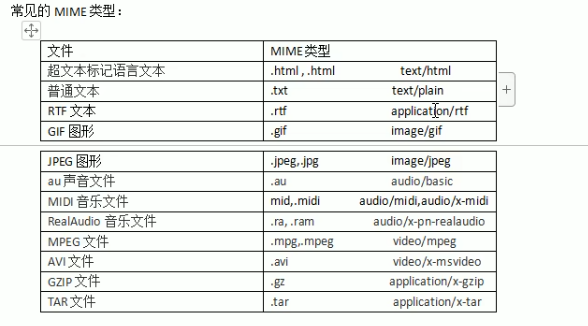 常见的 MIME 类型：
文件 MIME类型
超文本标记语言文本 .html , .html text/html
普通文本 .txt text/plain
RTF 文本 .rtf application/rtf
GIF 图形 .gif image/gif
JPEG 图形 .jpeg,.jpg image/jpeg
au 声音文件 .au audio/basic
MIDI 音乐文件 mid,.midi audio/midi,audio/x-midi
RealAudio 音乐文件 .ra, .ram audio/x-pn-realaudio
MPEG 文件 .mpg,.mpeg video/mpeg
AVI 文件 .avi video/x-msvideo
GZIP 文件 .gz application/x-gzip
TAR 文件 .tar application/x-tar